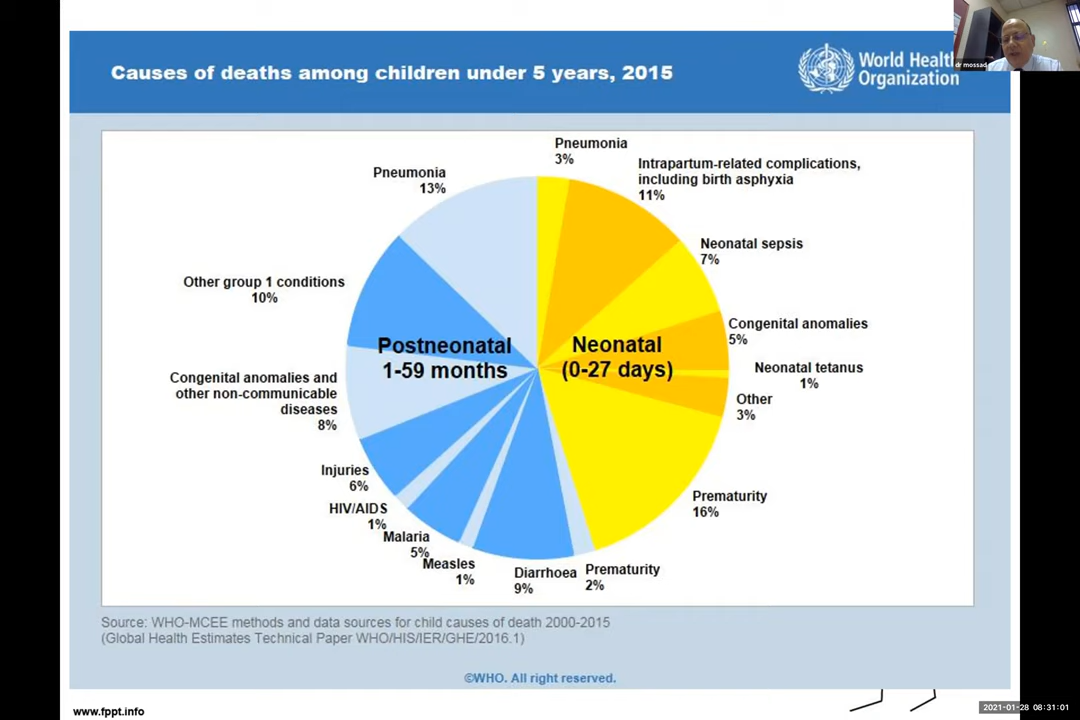 Causes of deaths among children under 5 years, 2015
World Health
Organization
dr mossad
Pneumonia
3%
Intrapartum-related complications,
including birth asphyxia
11%
Neonatal sepsis
7%
Congenital anomalies
5%
Neonatal tetanus
1%
Other
3%
Prematurity
16%
Prematurity
2%
Diarrhoea
9%
Measles
1%
Malaria
5%
HIV/AIDS
1%
Injuries
6%
Congenital anomalies and
other non-communicable
diseases
8%
Other group 1 conditions
10%
Pneumonia
13%
Postneonatal
1-59 months
Neonatal
(0-27 days)
Source: WHO-MCEE methods and data sources for child causes of death 2000-2015
(Global Health Estimates Technical Paper WHO/HIS/IER/GHE/2016.1)
©WHO. All right reserved.
www.fppt.info
2021-01-28 08:31:01